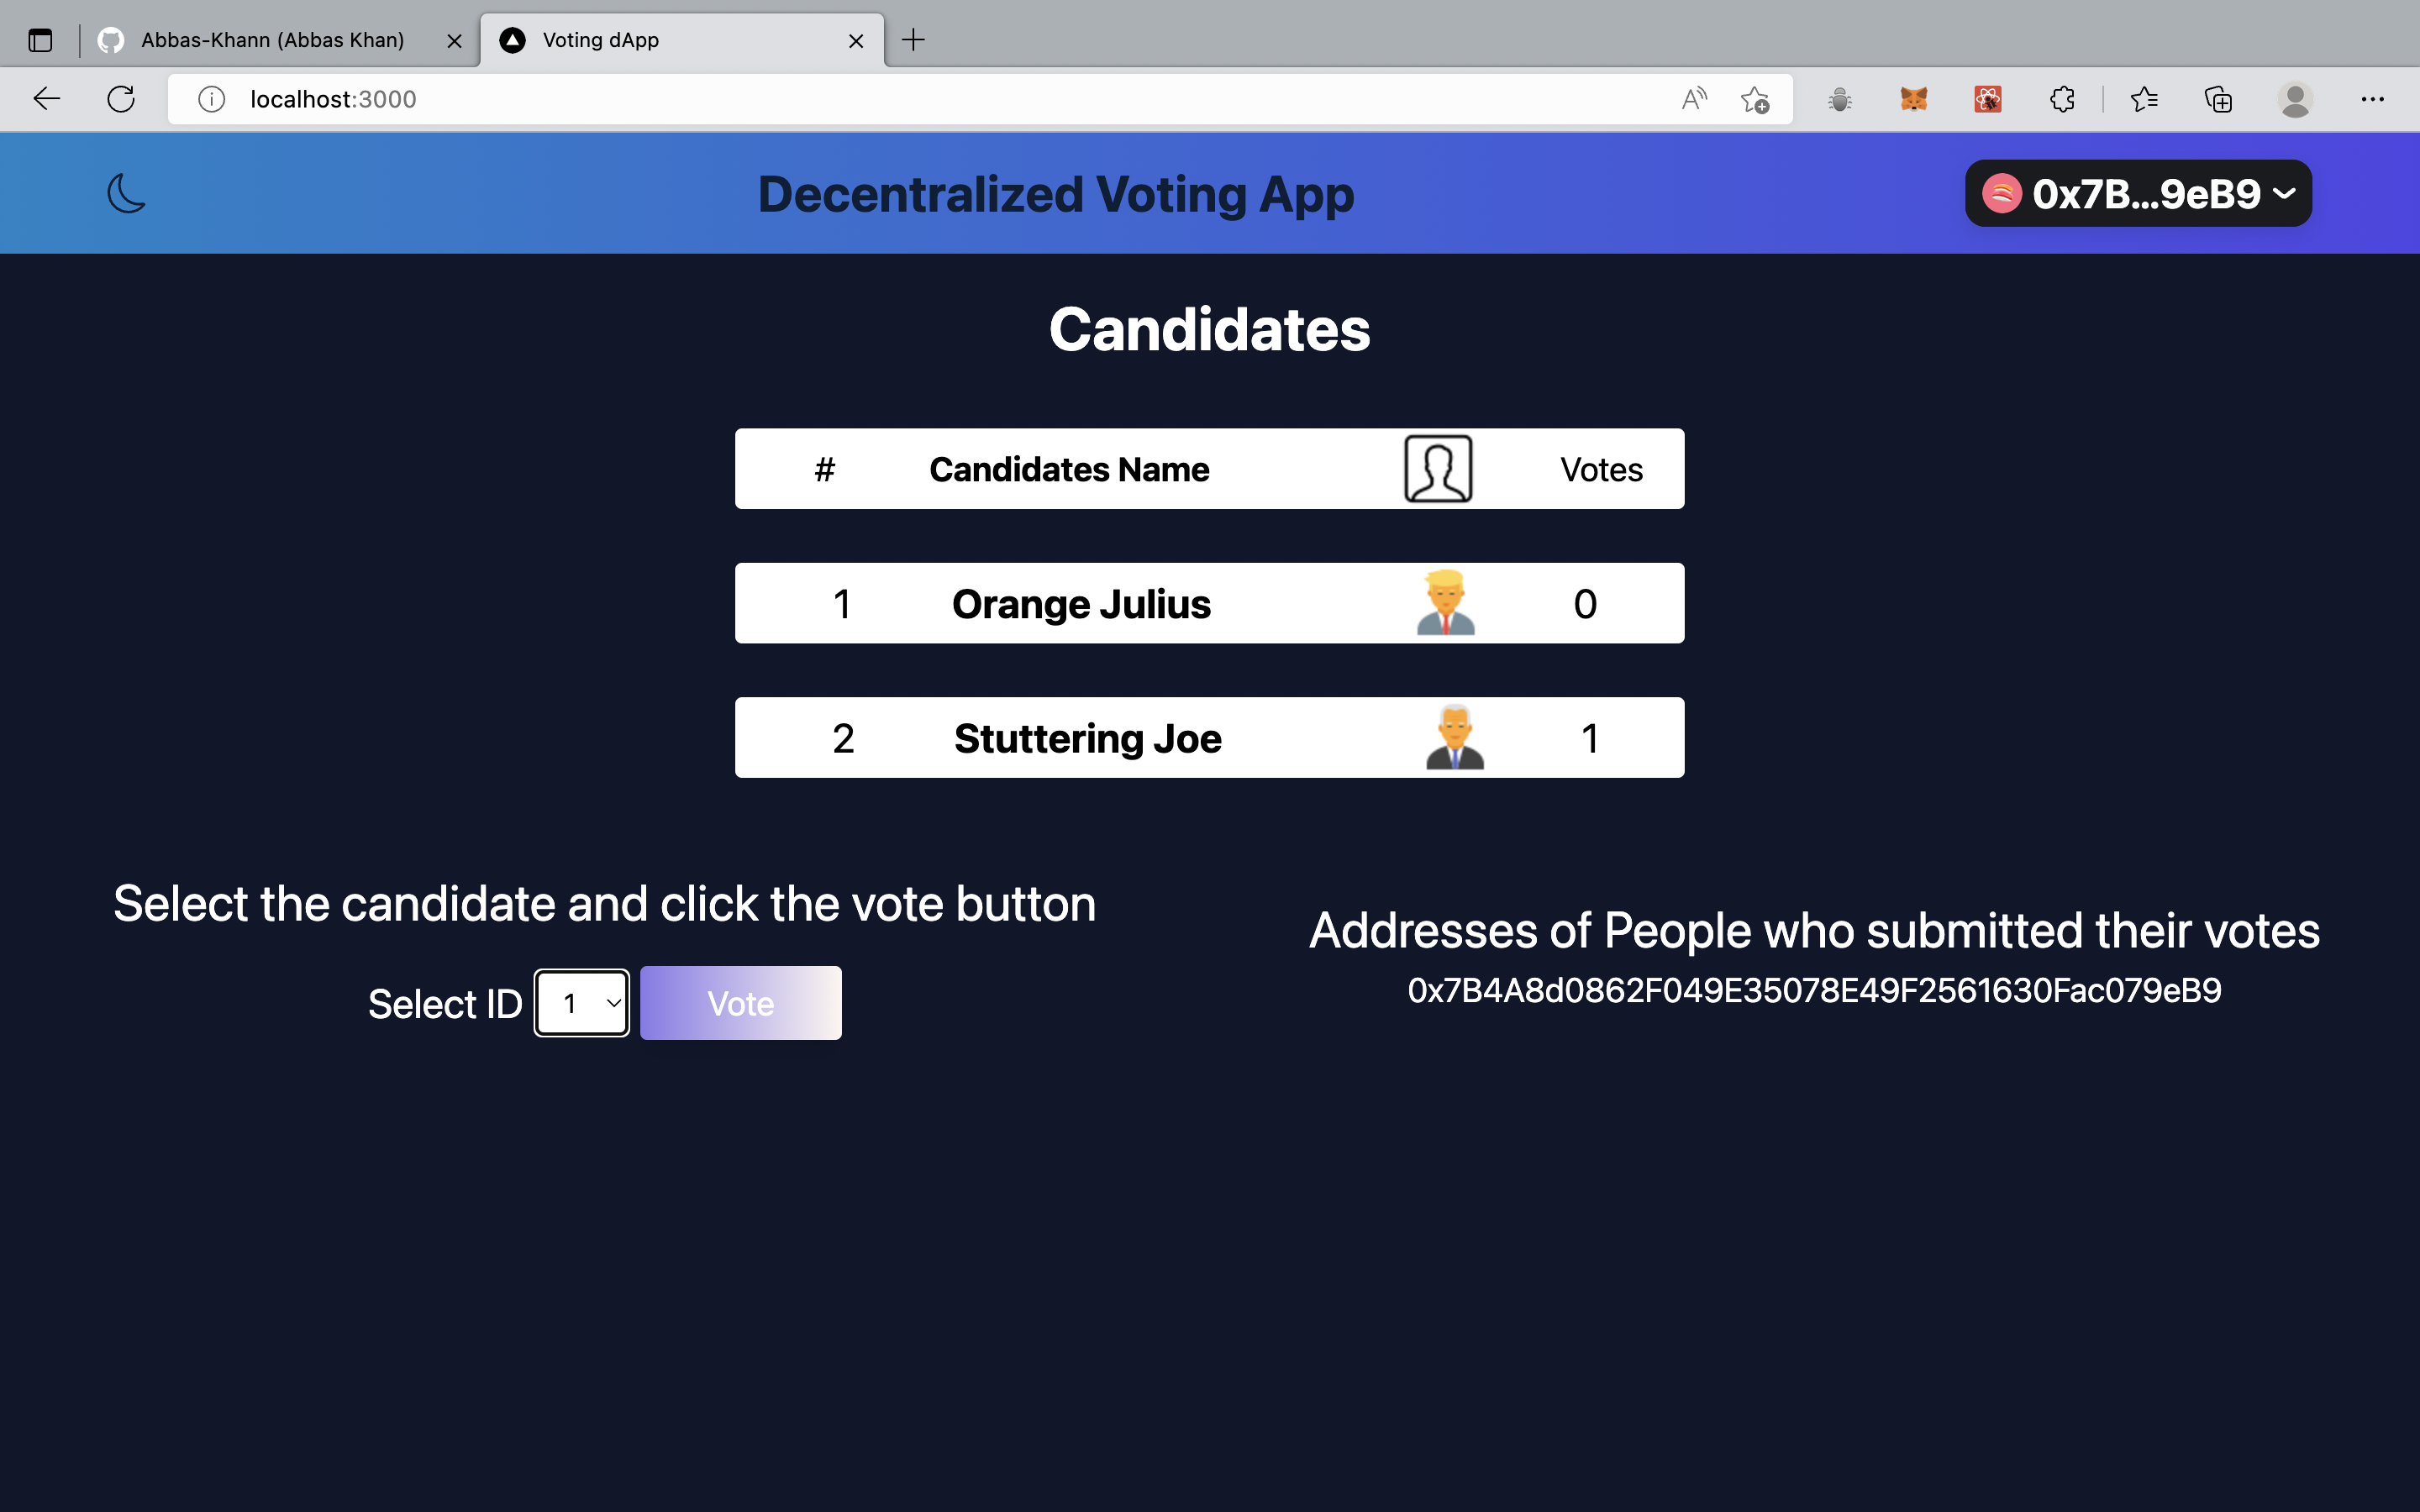 Abbas-Khann (Abbas Khan)
Voting dApp
localhost:3000
Decentralized Voting App
0x7B...9eB9
Candidates
# Candidates Name Votes
1 Orange Julius 0
2 Stuttering Joe 1
Select the candidate and click the vote button
Select ID 1 Vote
Addresses of People who submitted their votes
0x7B4A8d0862F049E35078E49F2561630Fac079eB9